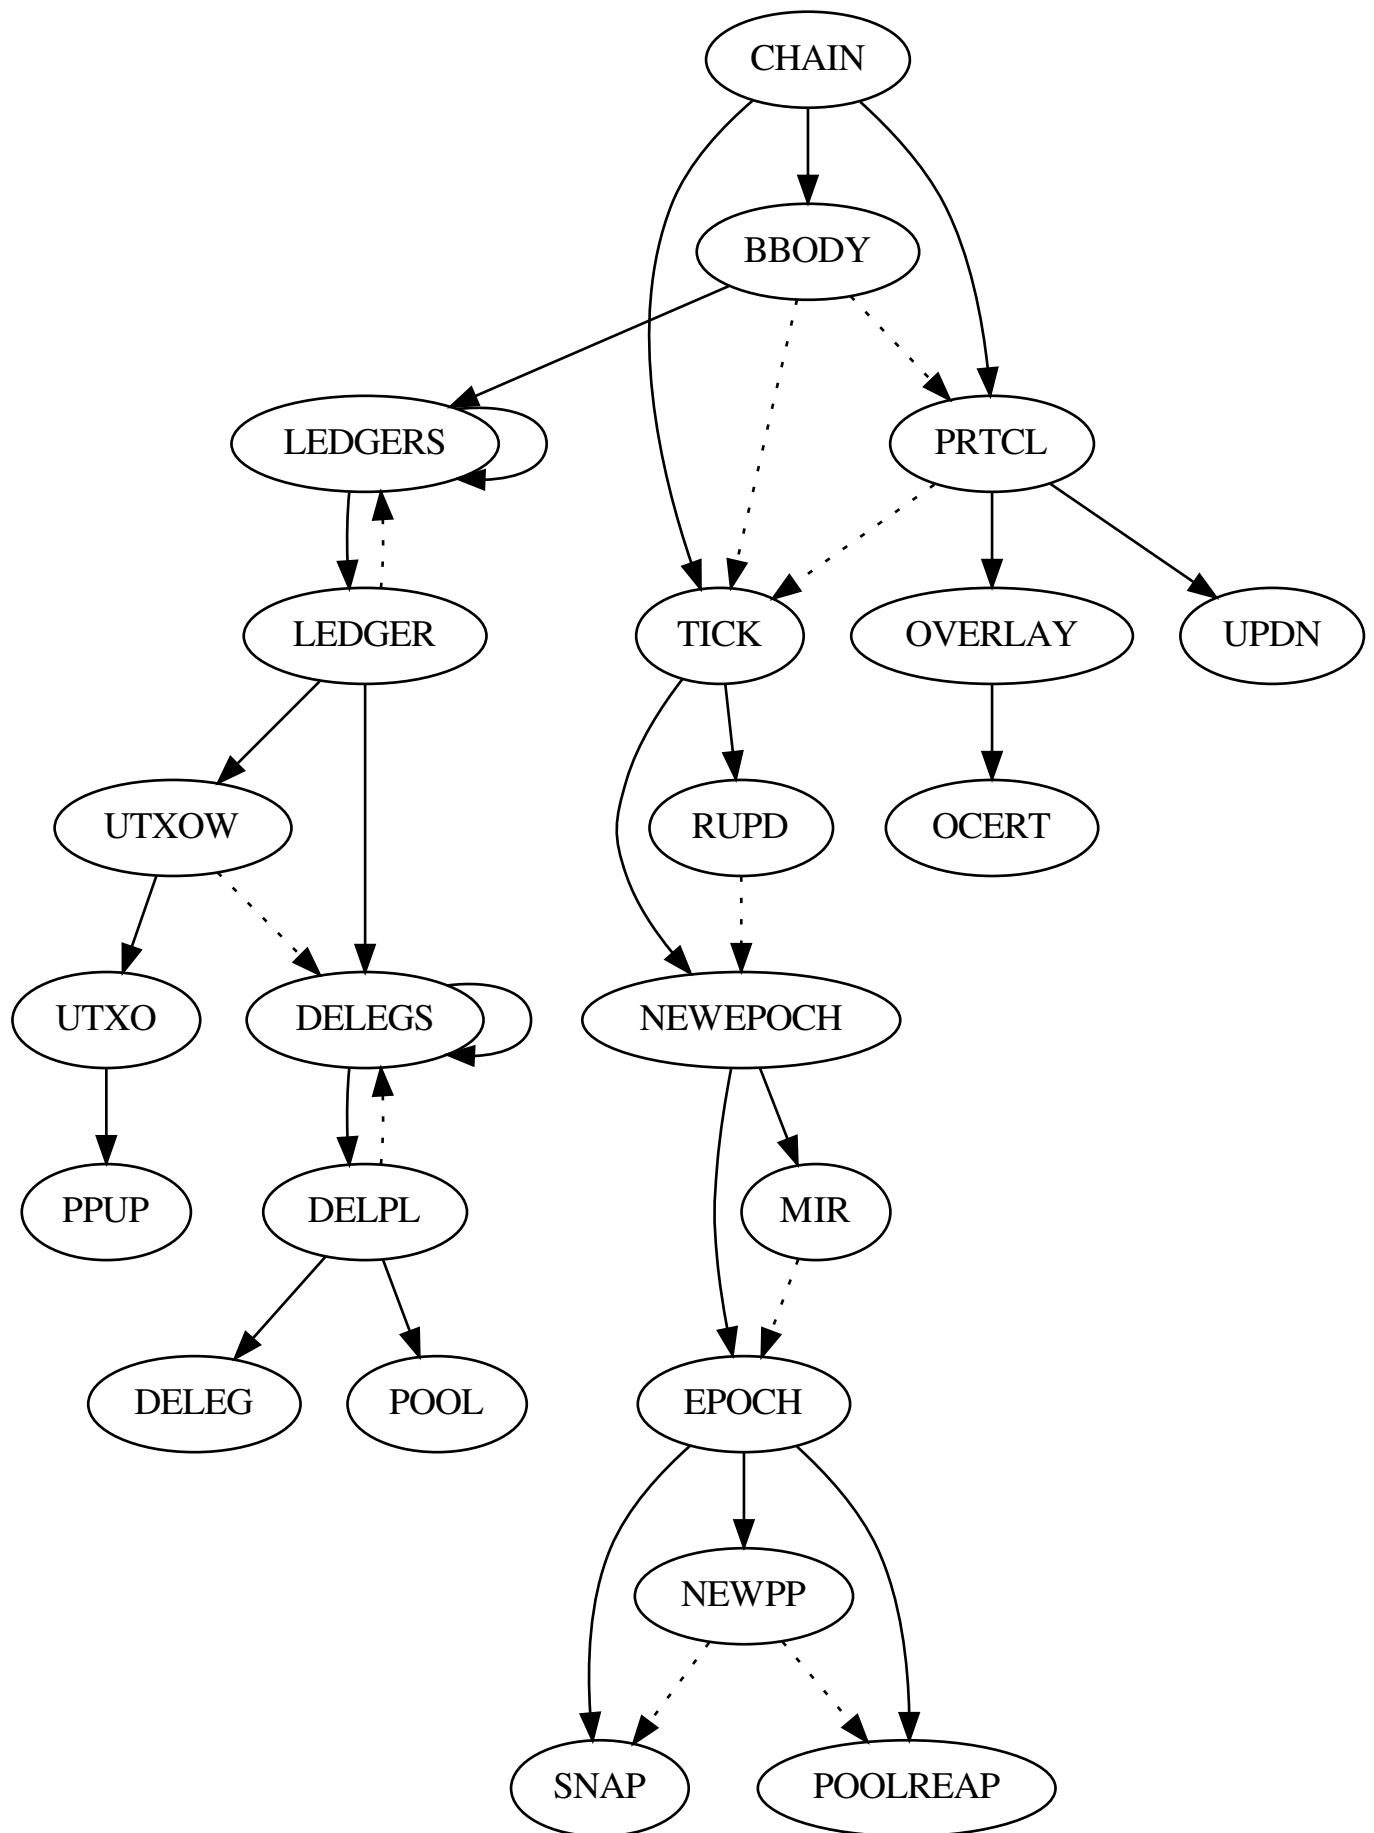 CHAIN
BBODY
LEDGERS
PRTCL
LEDGER
TICK
OVERLAY
UPDN
UTXOW
RUPD
OCERT
UTXO
DELEGS
NEWEPOCH
PPUP
DELPL
MIR
DELEG
POOL
EPOCH
NEWPP
SNAP
POOLREAP